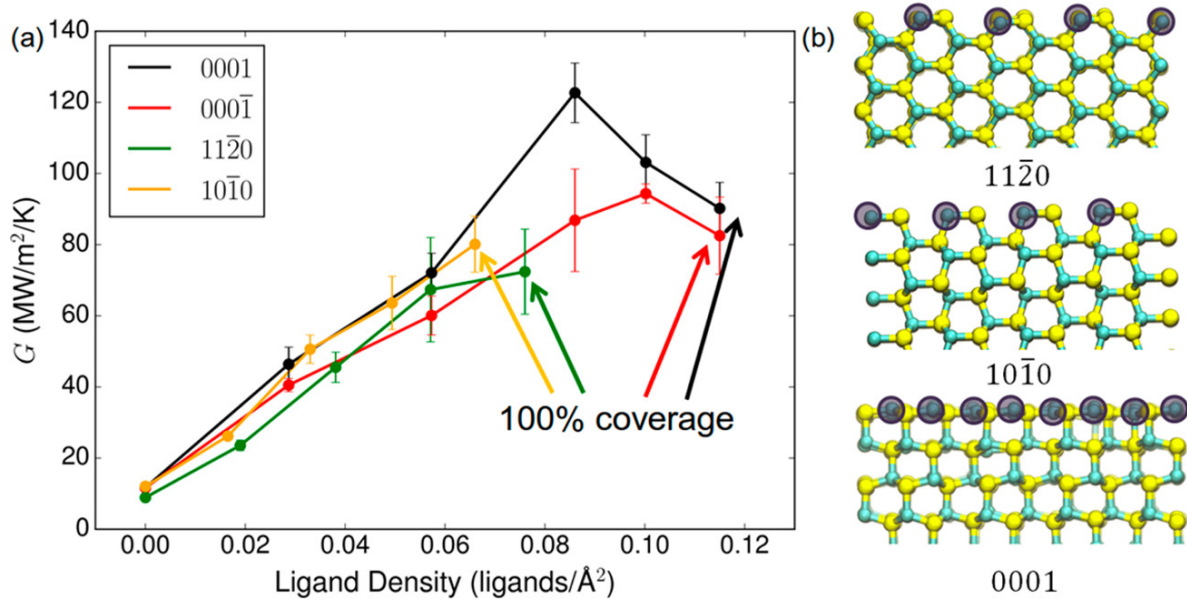 (a)
140
120
100
80
60
40
20
0
G (MW/m²/K)
0001
0001̅
112̅0
101̅0
100% coverage
0.00 0.02 0.04 0.06 0.08 0.10 0.12
Ligand Density (ligands/Å²)
(b)
112̅0
101̅0
0001